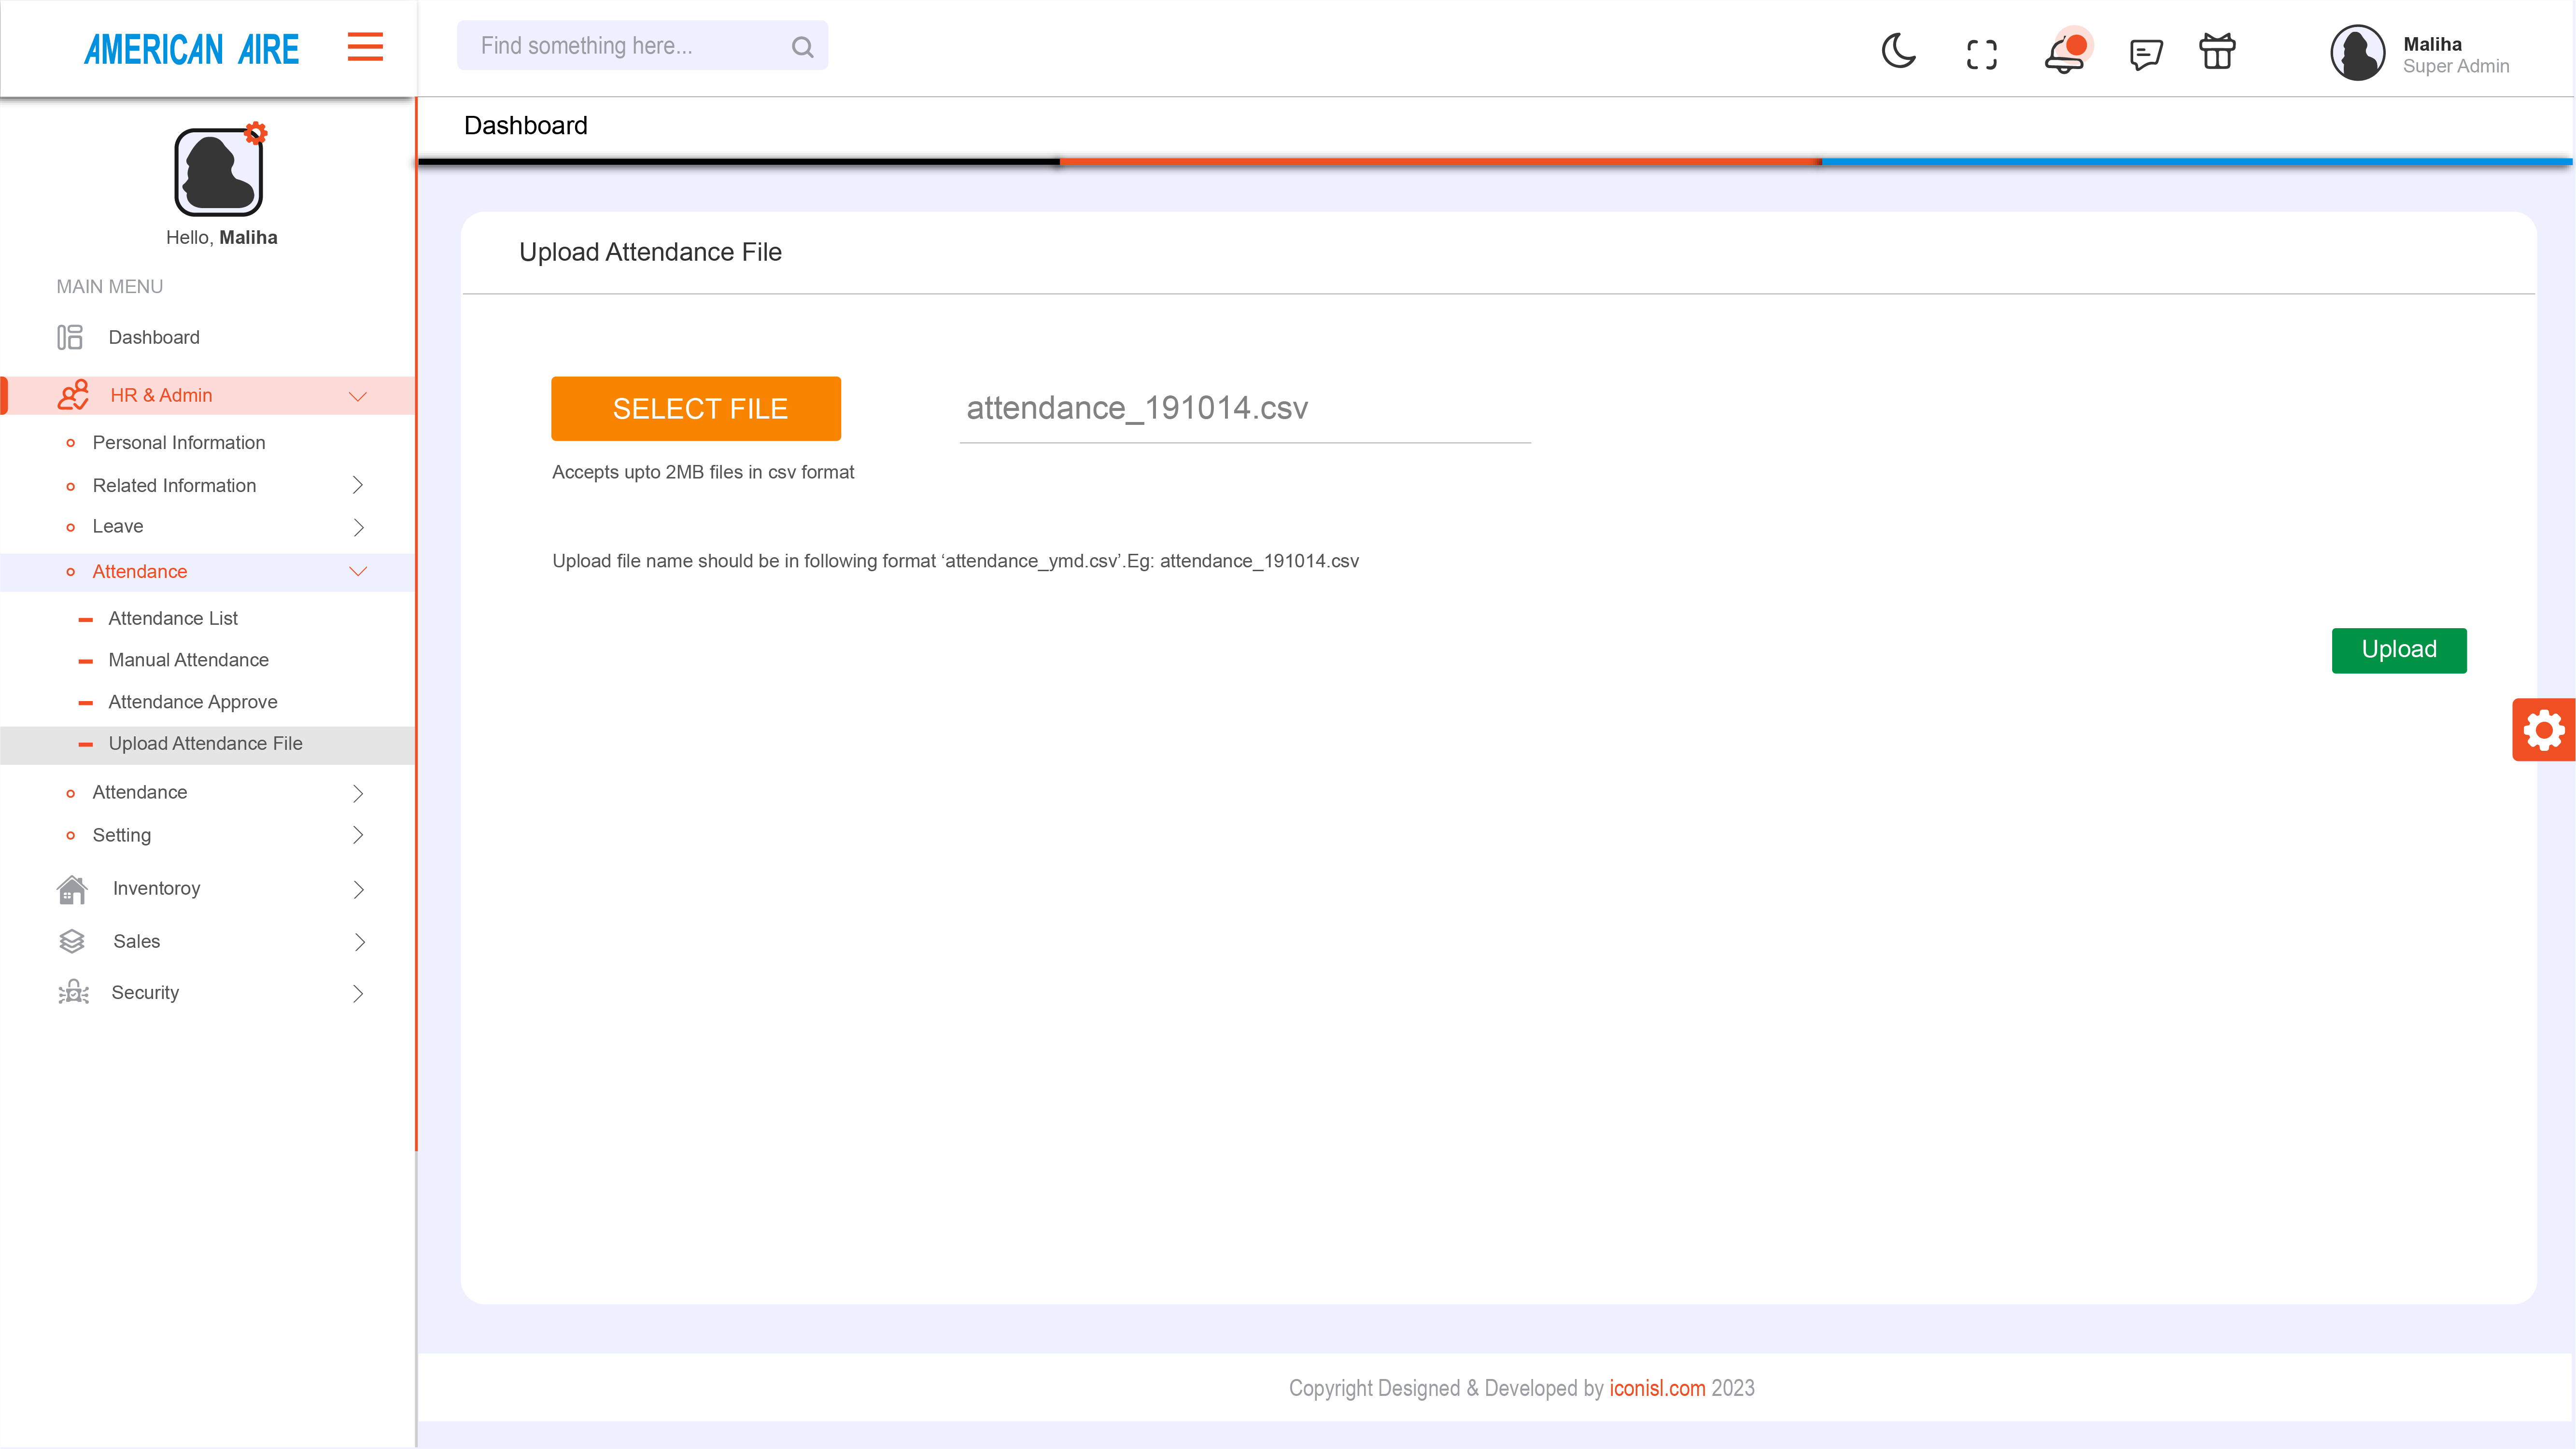 AMERICAN AIRE
Find something here...
Maliha
Super Admin
Dashboard
Hello, Maliha
MAIN MENU
Dashboard
HR & Admin
Personal Information
Related Information
Leave
Attendance
Attendance List
Manual Attendance
Attendance Approve
Upload Attendance File
Attendance
Setting
Inventoroy
Sales
Security
Upload Attendance File
SELECT FILE
attendance_191014.csv
Accepts upto 2MB files in csv format
Upload file name should be in following format ‘attendance_ymd.csv’.Eg: attendance_191014.csv
Upload
Copyright Designed & Developed by iconisl.com 2023